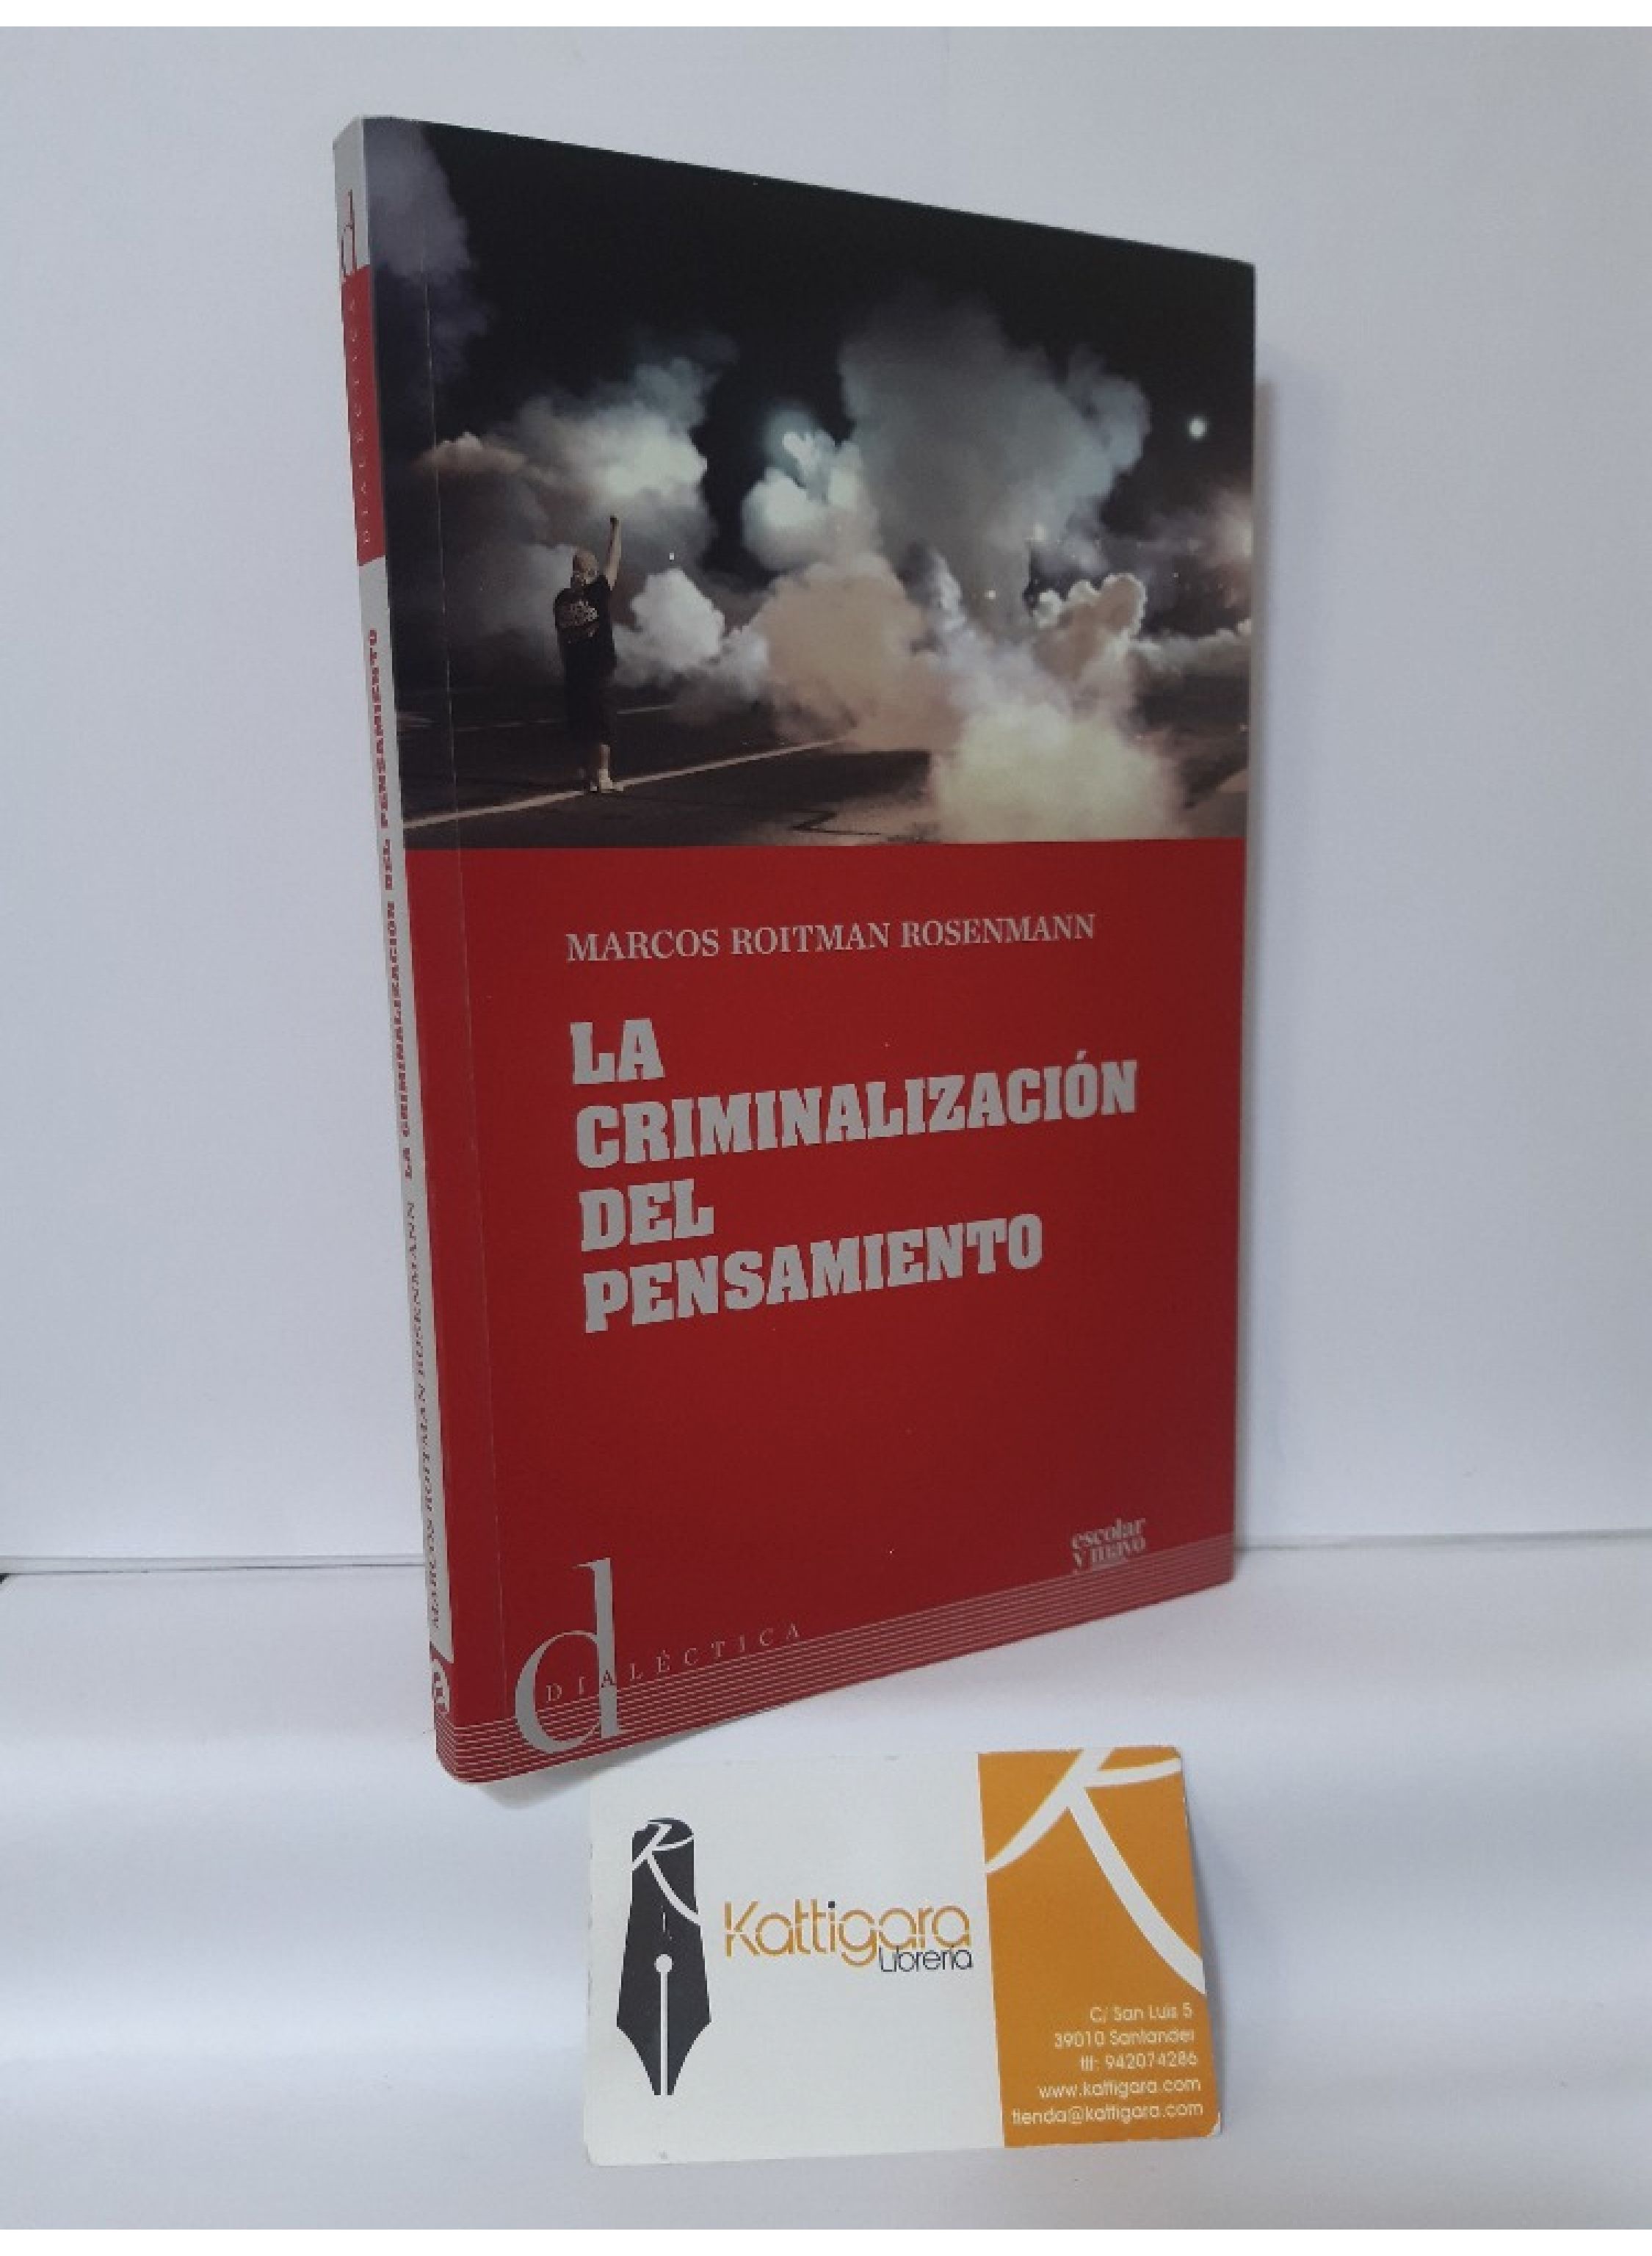 d
DIALÉCTICA
MARCOS ROITMAN ROSENMANN LA CRIMINALIZACIÓN DEL PENSAMIENTO
MARCOS ROITMAN ROSENMANN
LA
CRIMINALIZACIÓN
DEL
PENSAMIENTO
escolar
y mayo
d
DIALÉCTICA
Kattigara
Librería
C/ San Luis 5
39010 Santander
tlf: 942074286
www.kattigara.com
tienda@kattigara.com